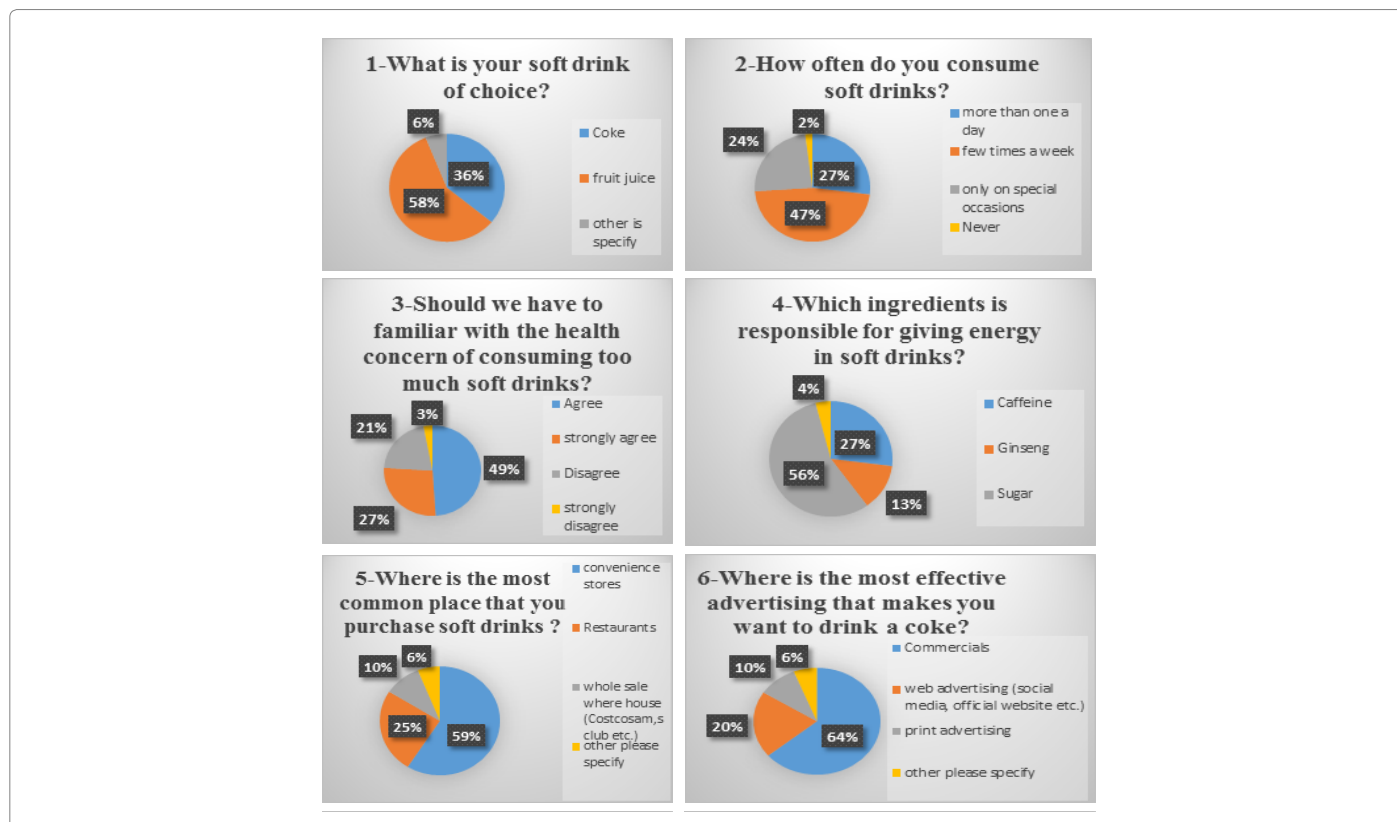 1-What is your soft drink
of choice?
6%
36%
58%
Coke
fruit juice
other is
specify
2-How often do you consume
soft drinks?
2%
24%
27%
47%
more than one a
day
few times a week
only on special
occasions
Never
3-Should we have to
familiar with the health
concern of consuming too
much soft drinks?
3%
21%
49%
27%
Agree
strongly agree
Disagree
strongly
disagree
4-Which ingredients is
responsible for giving energy
in soft drinks?
4%
27%
56%
13%
Caffeine
Ginseng
Sugar
5-Where is the most
common place that you
purchase soft drinks ?
6%
10%
25%
59%
convenience
stores
Restaurants
whole sale
where house
(Costcosam,s
club etc.)
other please
specify
6-Where is the most effective
advertising that makes you
want to drink a coke?
6%
10%
20%
64%
Commercials
web advertising (social
media, official website etc.)
print advertising
other please specify